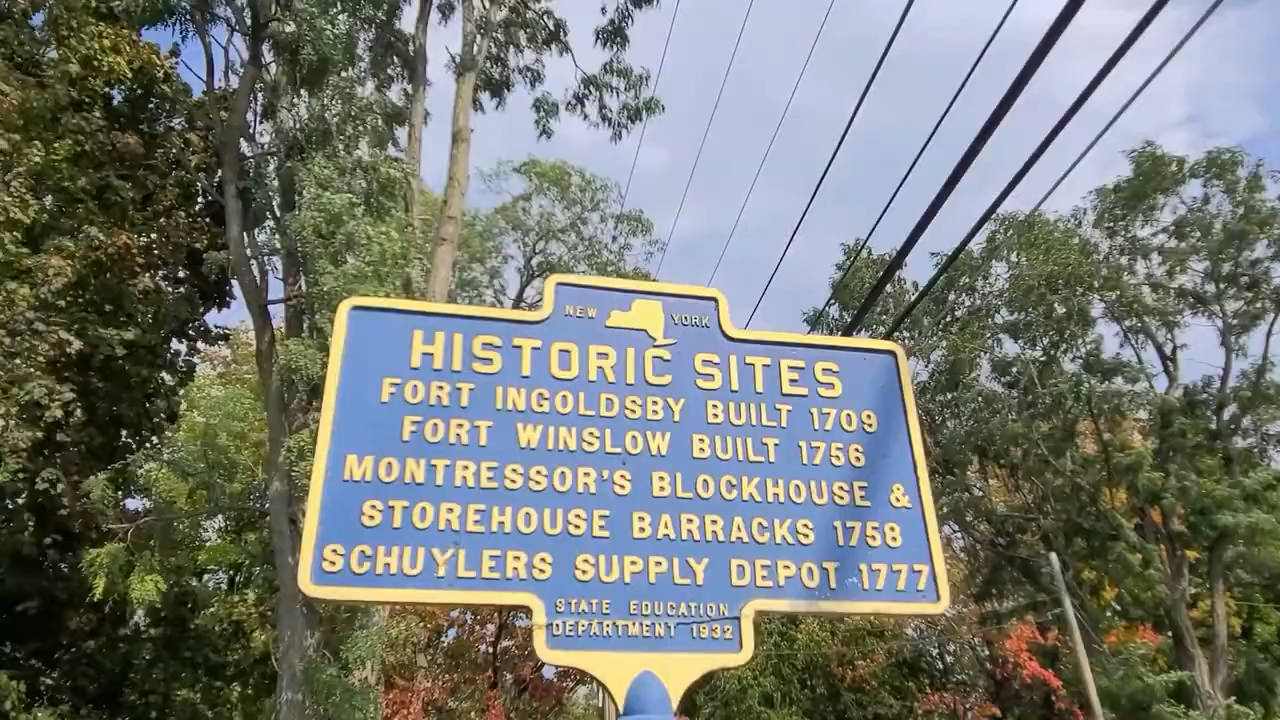 NEW YORK
HISTORIC SITES
FORT INGOLDSBY BUILT 1709
FORT WINSLOW BUILT 1756
MONTRESSOR'S BLOCKHOUSE &
STOREHOUSE BARRACKS 1758
SCHUYLERS SUPPLY DEPOT 1777
STATE EDUCATION
DEPARTMENT 1932